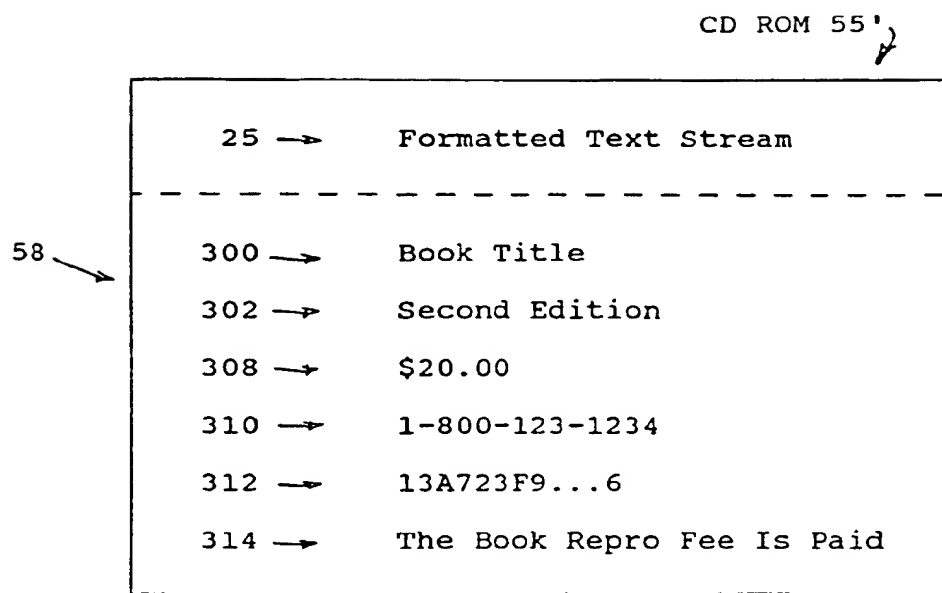 CD ROM 55'
25 Formatted Text Stream
58
300 Book Title
302 Second Edition
308 $20.00
310 1-800-123-1234
312 13A723F9...6
314 The Book Repro Fee Is Paid